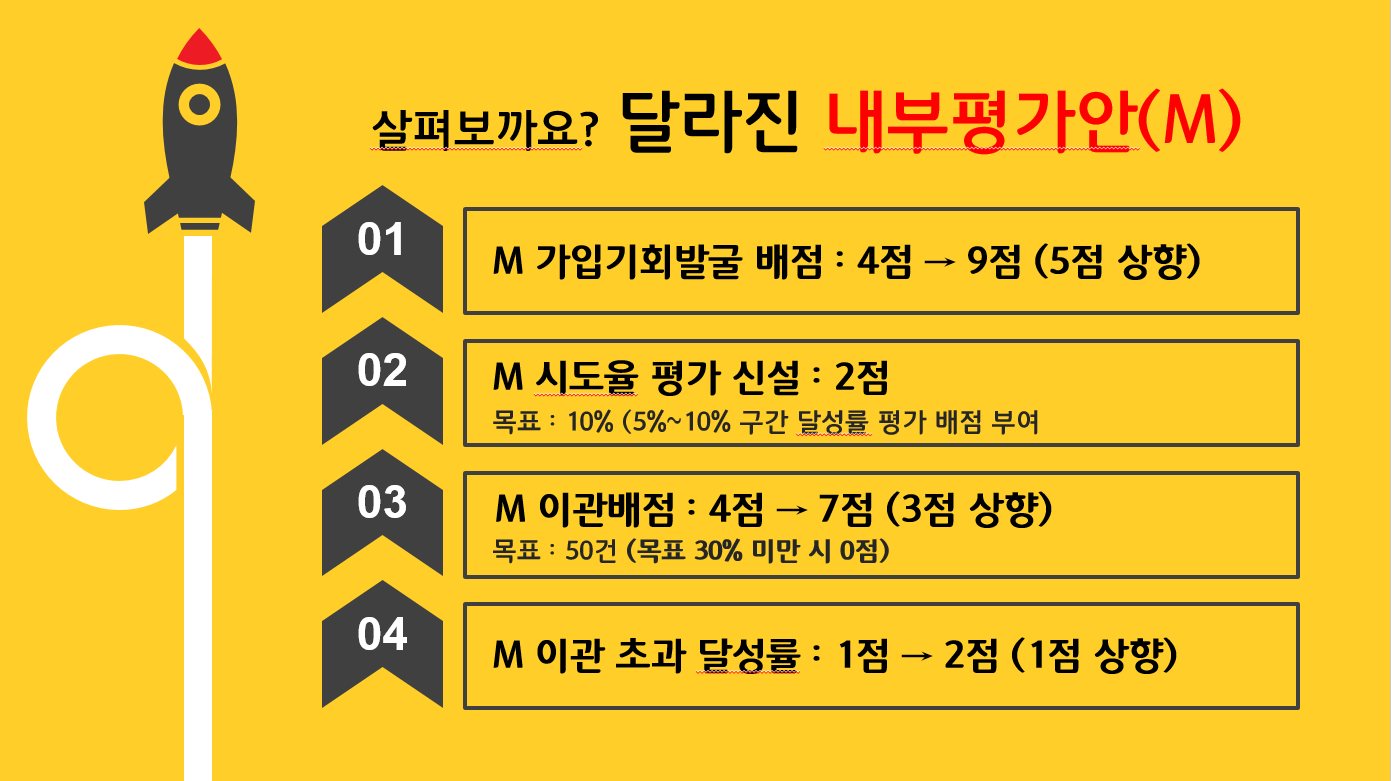 살펴보까요? 달라진 내부평가안(M)
01
M 가입기회발굴 배점 : 4점 → 9점 (5점 상향)
02
M 시도율 평가 신설 : 2점
목표 : 10% (5%~10% 구간 달성률 평가 배점 부여
03
M 이관배점 : 4점 → 7점 (3점 상향)
목표 : 50건 (목표 30% 미만 시 0점)
04
M 이관 초과 달성률 : 1점 → 2점 (1점 상향)